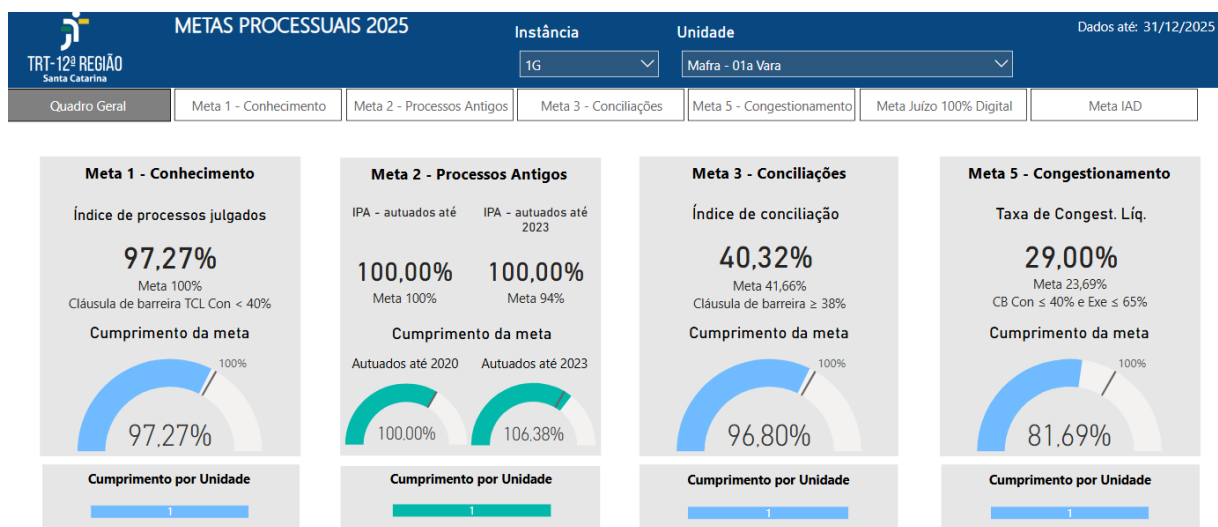 METAS PROCESSUAIS 2025
Instância
Unidade
Dados até: 31/12/2025
TRT-12ª REGIÃO
Santa Catarina
1G
Mafra - 01a Vara
Quadro Geral
Meta 1 - Conhecimento
Meta 2 - Processos Antigos
Meta 3 - Conciliações
Meta 5 - Congestionamento
Meta Juízo 100% Digital
Meta IAD
Meta 1 - Conhecimento
Índice de processos julgados
97,27%
Meta 100%
Cláusula de barreira TCL Con < 40%
Cumprimento da meta
100%
97,27%
Cumprimento por Unidade
1
Meta 2 - Processos Antigos
IPA - autuados até
IPA - autuados até
2023
100,00%
100,00%
Meta 100%
Meta 94%
Cumprimento da meta
Autuados até 2020
Autuados até 2023
100,00%
106,38%
Cumprimento por Unidade
1
Meta 3 - Conciliações
Índice de conciliação
40,32%
Meta 41,66%
Cláusula de barreira ≥ 38%
Cumprimento da meta
100%
96,80%
Cumprimento por Unidade
1
Meta 5 - Congestionamento
Taxa de Congest. Líq.
29,00%
Meta 23,69%
CB Con ≤ 40% e Exe ≤ 65%
Cumprimento da meta
100%
81,69%
Cumprimento por Unidade
1